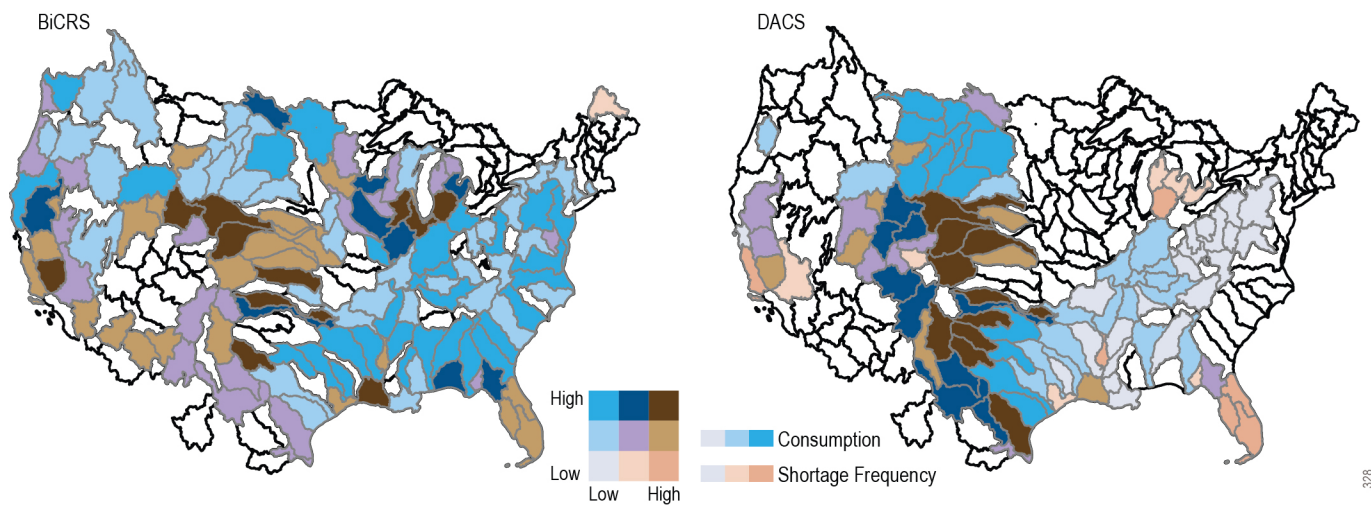 BiCRS
DACS
High
Low
Low High
Consumption
Shortage Frequency
328